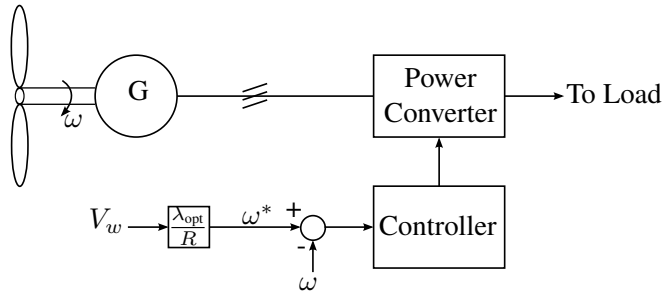 G
ω
Power
Converter
To Load
V_w
λ_opt
R
ω*
+
-
ω
Controller